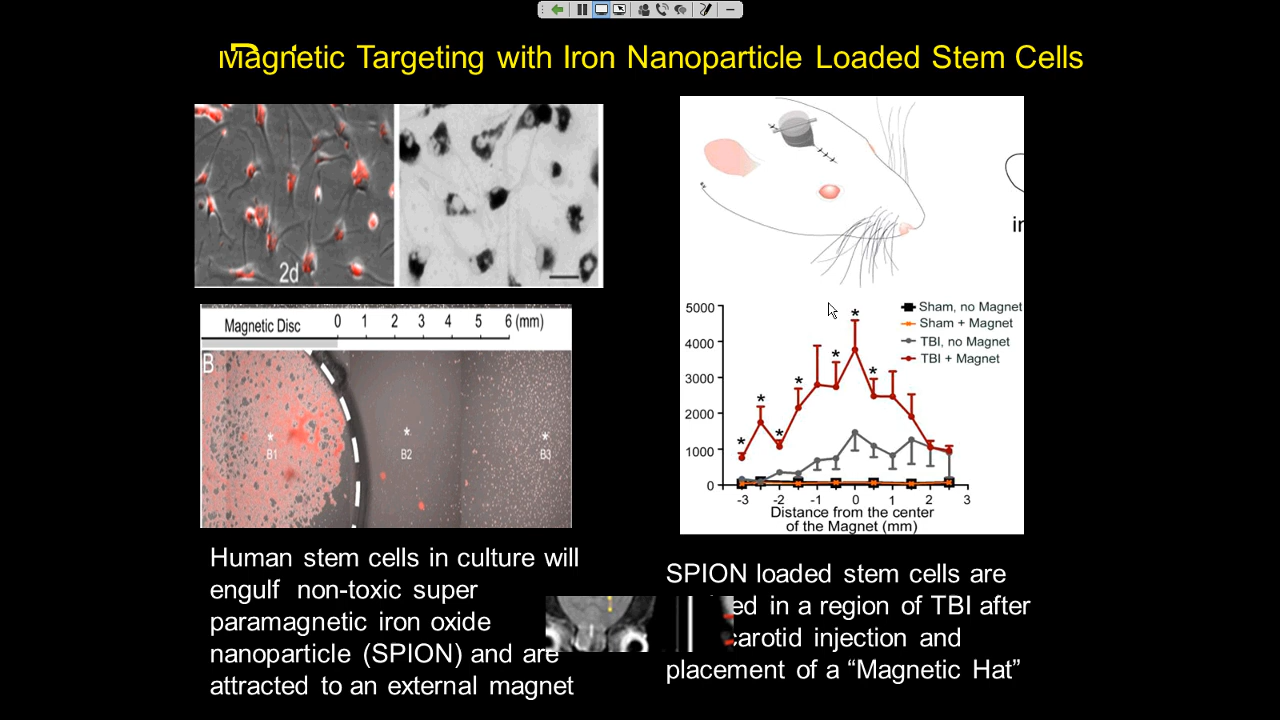 Magnetic Targeting with Iron Nanoparticle Loaded Stem Cells
2d
Magnetic Disc
0 1 2 3 4 5 6 (mm)
B
* * *
B1 B2 B3
Human stem cells in culture will
engulf non-toxic super
paramagnetic iron oxide
nanoparticle (SPION) and are
attracted to an external magnet
5000
4000
3000
2000
1000
0
-3 -2 -1 0 1 2 3
Distance from the center
of the Magnet (mm)
Sham, no Magnet
Sham + Magnet
TBI, no Magnet
TBI + Magnet
* * * * * * *
SPION loaded stem cells are
in a region of TBI after
carotid injection and
placement of a “Magnetic Hat”